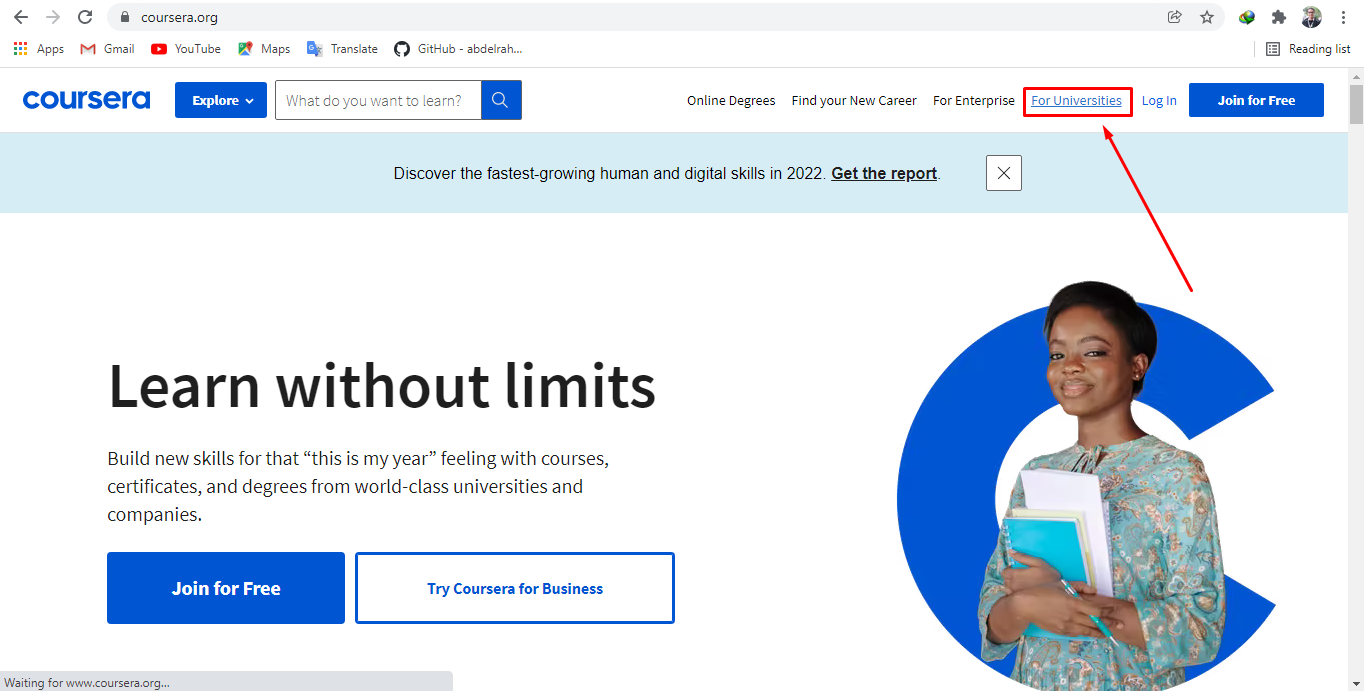 coursera.org
Apps Gmail YouTube Maps Translate GitHub - abdelrah... Reading list
coursera Explore What do you want to learn? Online Degrees Find your New Career For Enterprise For Universities Log In Join for Free
Discover the fastest-growing human and digital skills in 2022. Get the report.
Learn without limits
Build new skills for that “this is my year” feeling with courses,
certificates, and degrees from world-class universities and
companies.
Join for Free Try Coursera for Business
Waiting for www.coursera.org...